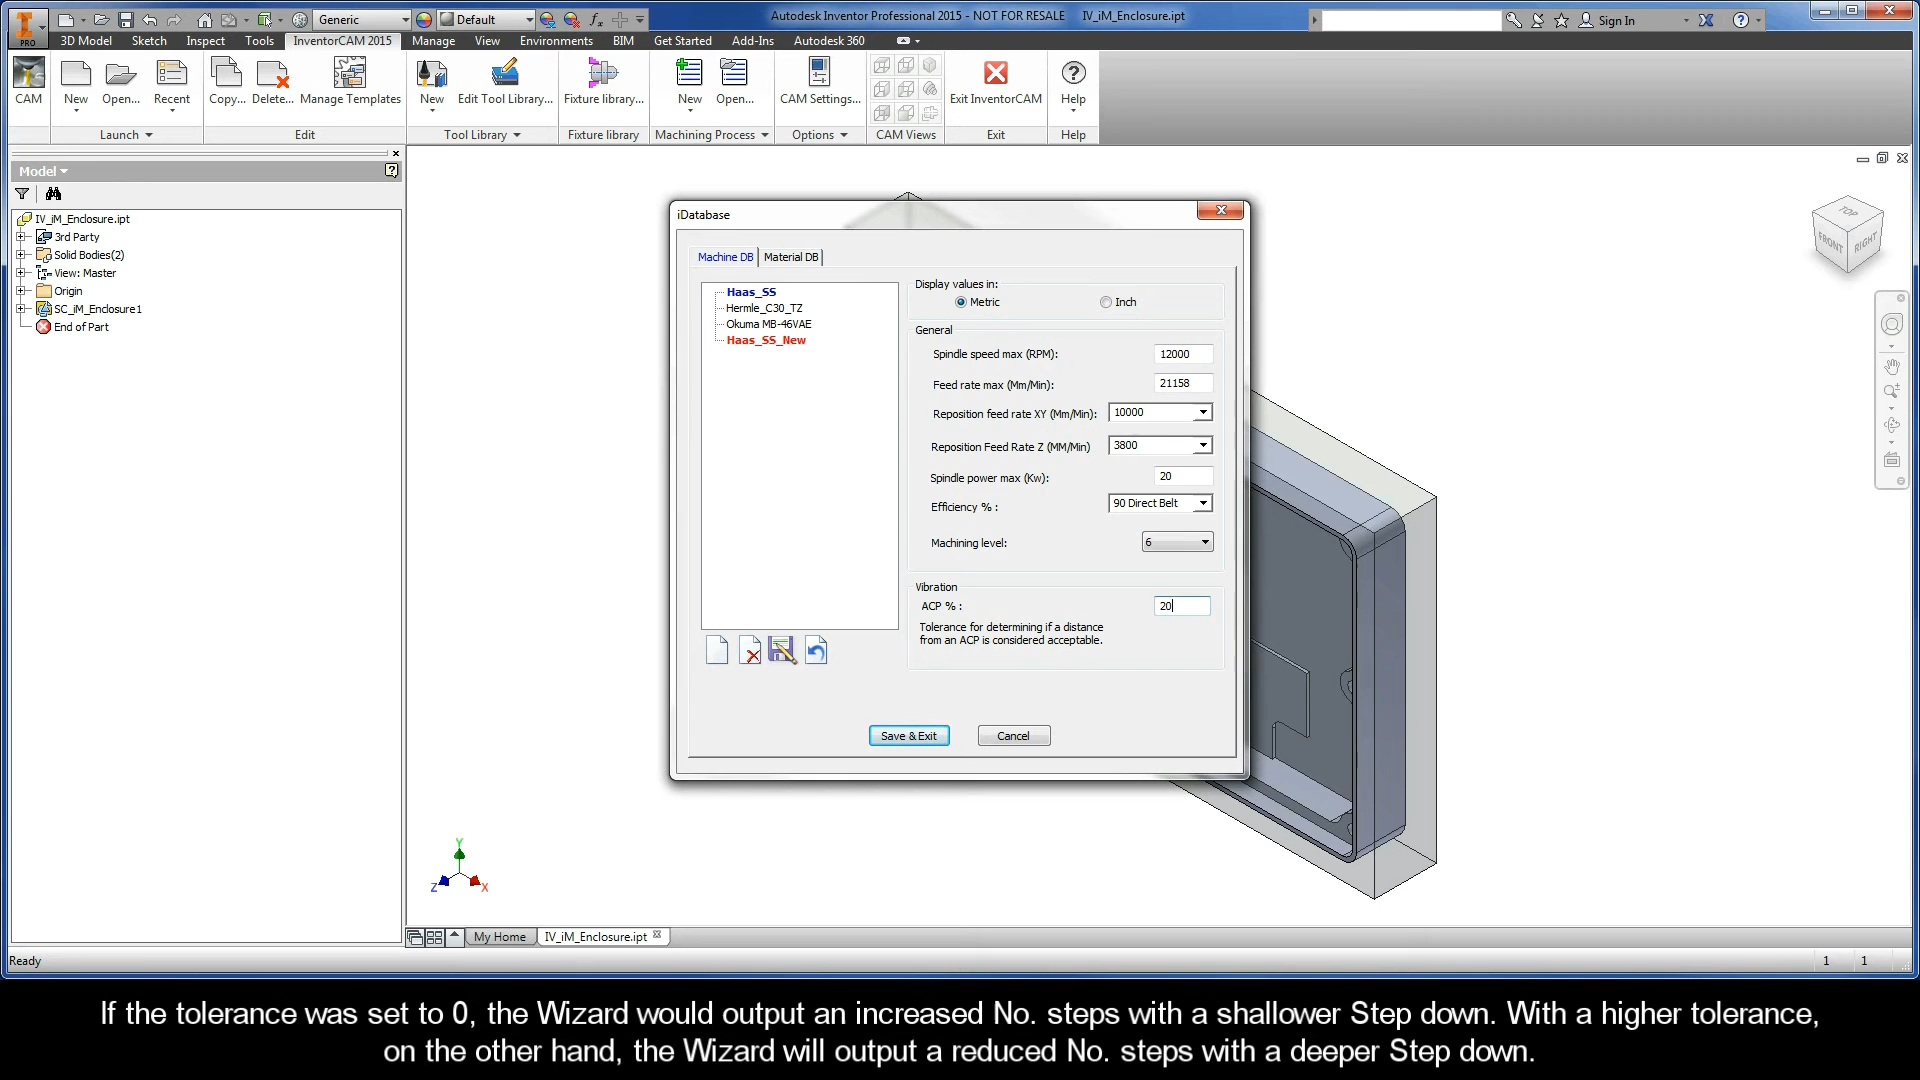 Generic
Default
Autodesk Inventor Professional 2015 - NOT FOR RESALE IV_iM_Enclosure.ipt
Sign In
PRO
3D Model Sketch Inspect Tools InventorCAM 2015 Manage View Environments BIM Get Started Add-Ins Autodesk 360
CAM New Open... Recent Copy... Delete... Manage Templates New Edit Tool Library... Fixture library... New Open... CAM Settings... Exit InventorCAM Help
Launch Edit Tool Library Fixture library Machining Process Options CAM Views Exit Help
Model
IV_iM_Enclosure.ipt
3rd Party
Solid Bodies(2)
View: Master
Origin
SC_iM_Enclosure1
End of Part
TOP
FRONT
RIGHT
iDatabase
Machine DB Material DB
Haas_SS
Hermle_C30_TZ
Okuma MB-46VAE
Haas_SS_New
Display values in:
Metric Inch
General
Spindle speed max (RPM): 12000
Feed rate max (Mm/Min): 21158
Reposition feed rate XY (Mm/Min): 10000
Reposition Feed Rate Z (MM/Min) 3800
Spindle power max (Kw): 20
Efficiency % : 90 Direct Belt
Machining level: 6
Vibration
ACP % : 20
Tolerance for determining if a distance
from an ACP is considered acceptable.
Save & Exit Cancel
Y
Z
X
My Home IV_iM_Enclosure.ipt
Ready 1 1
If the tolerance was set to 0, the Wizard would output an increased No. steps with a shallower Step down. With a higher tolerance,
on the other hand, the Wizard will output a reduced No. steps with a deeper Step down.